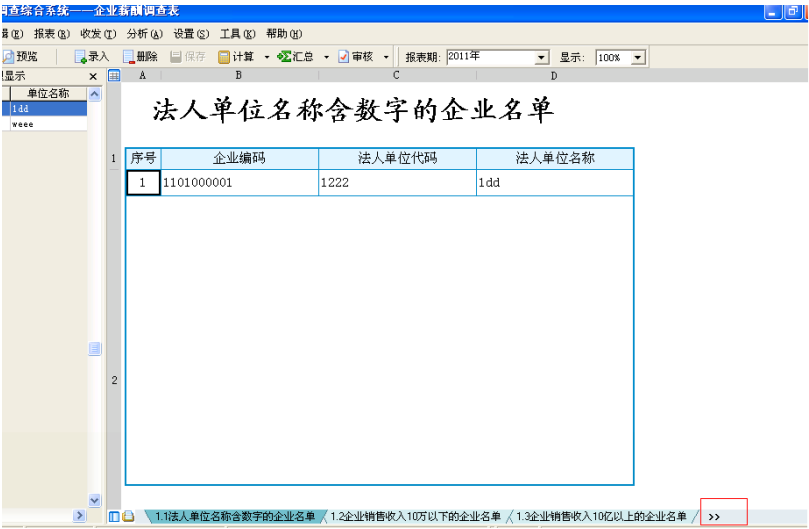 查综合系统——企业薪酬调查表
辑(E) 报表(R) 收发(T) 分析(A) 设置(S) 工具(K) 帮助(H)
预览 录入 删除 保存 计算 汇总 审核 报表期: 2011年 显示: 100%
显示 A B C D
单位名称
1dd
weee
法人单位名称含数字的企业名单
1 序号 企业编码 法人单位代码 法人单位名称
1 1101000001 1222 1dd
2
1.1法人单位名称含数字的企业名单 1.2企业销售收入10万以下的企业名单 1.3企业销售收入10亿以上的企业名单 >>